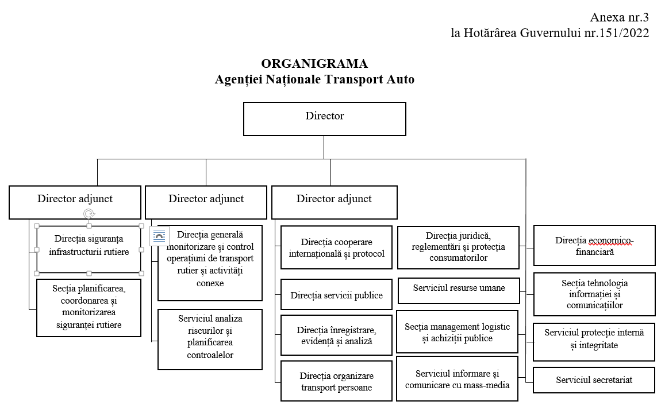 Anexa nr.3
la Hotărârea Guvernului nr.151/2022
ORGANIGRAMA
Agenției Naționale Transport Auto
Director
Director adjunct
Director adjunct
Director adjunct
Direcția siguranța
infrastructurii rutiere
Secția planificarea,
coordonarea și
monitorizarea
siguranței rutiere
Direcția generală
monitorizare și control
operațiuni de transport
rutier și activități
conexe
Serviciul analiza
riscurilor și
planificarea
controalelor
Direcția cooperare
internațională și protocol
Direcția servicii publice
Direcția înregistrare,
evidență și analiză
Direcția organizare
transport persoane
Direcția juridică,
reglementări și protecția
consumatorilor
Serviciul resurse umane
Secția management logistic
și achiziții publice
Serviciul informare și
comunicare cu mass-media
Direcția economico-
financiară
Secția tehnologia
informației și
comunicațiilor
Serviciul protecție internă
și integritate
Serviciul secretariat